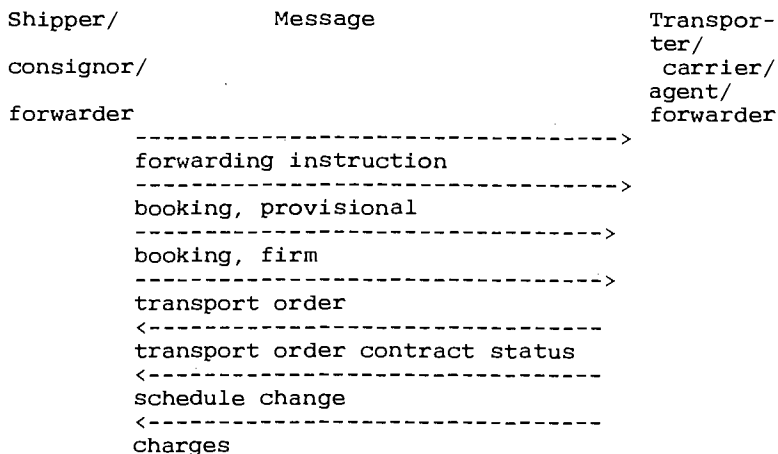 Shipper/ Message Transpor-
ter/
consignor/ carrier/
agent/
forwarder forwarder
---------------------------------->
forwarding instruction
---------------------------------->
booking, provisional
--------------------------------->
booking, firm
--------------------------------->
transport order
<--------------------------------
transport order contract status
<--------------------------------
schedule change
<--------------------------------
charges